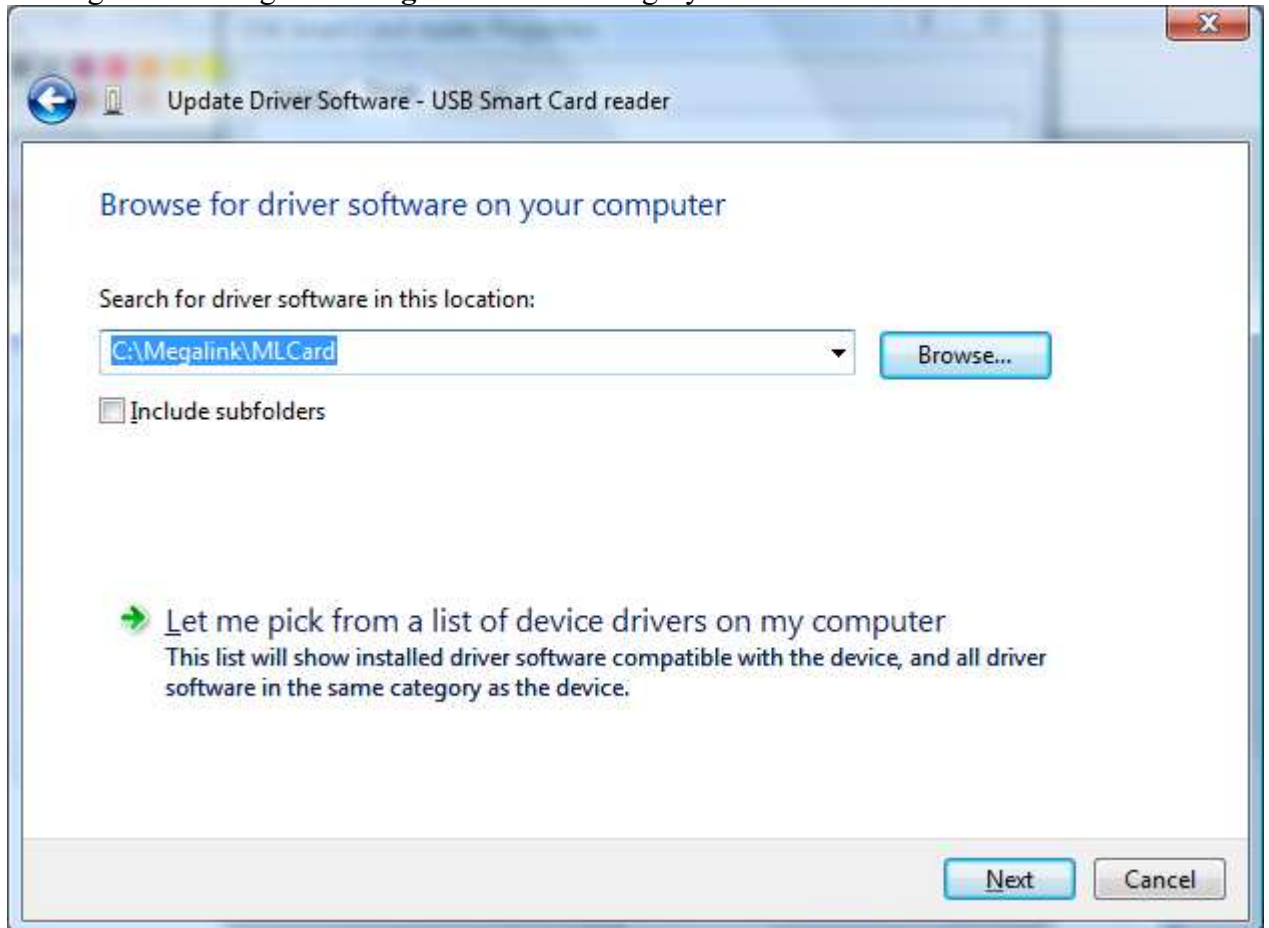 Update Driver Software - USB Smart Card reader
Browse for driver software on your computer
Search for driver software in this location:
C:\Megalink\MLCard
Browse...
Include subfolders
Let me pick from a list of device drivers on my computer
This list will show installed driver software compatible with the device, and all driver
software in the same category as the device.
Next
Cancel